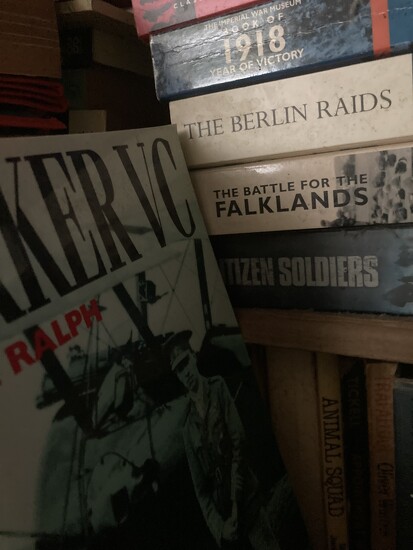 THE IMPERIAL WAR MUSEUM
BOOK OF
1918
YEAR OF VICTORY
THE BERLIN RAIDS
THE BATTLE FOR THE
FALKLANDS
TIZEN SOLDIERS
KER VC
RALPH
ANIMAL SQUAD